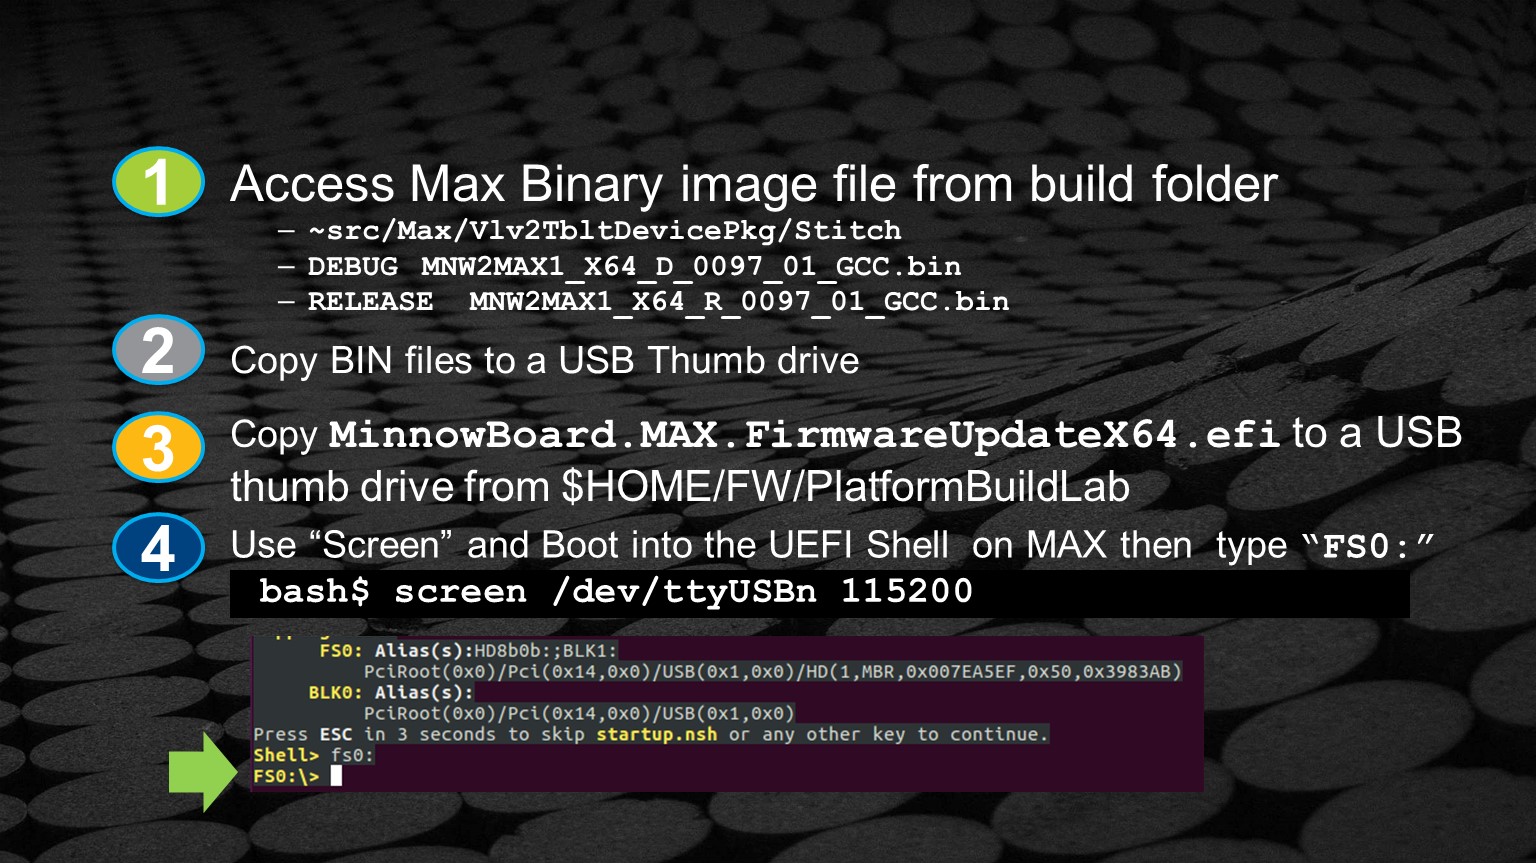 1 Access Max Binary image file from build folder
– ~src/Max/Vlv2TbltDevicePkg/Stitch
– DEBUG MNW2MAX1_X64_D_0097_01_GCC.bin
– RELEASE MNW2MAX1_X64_R_0097_01_GCC.bin
2 Copy BIN files to a USB Thumb drive
3 Copy MinnowBoard.MAX.FirmwareUpdateX64.efi to a USB
thumb drive from $HOME/FW/PlatformBuildLab
4 Use “Screen” and Boot into the UEFI Shell on MAX then type “FS0:”
bash$ screen /dev/ttyUSBn 115200
FS0: Alias(s):HD8b0b:;BLK1:
PciRoot(0x0)/Pci(0x14,0x0)/USB(0x1,0x0)/HD(1,MBR,0x007EA5EF,0x50,0x3983AB)
BLK0: Alias(s):
PciRoot(0x0)/Pci(0x14,0x0)/USB(0x1,0x0)
Press ESC in 3 seconds to skip startup.nsh or any other key to continue.
Shell> fs0:
FS0:\>